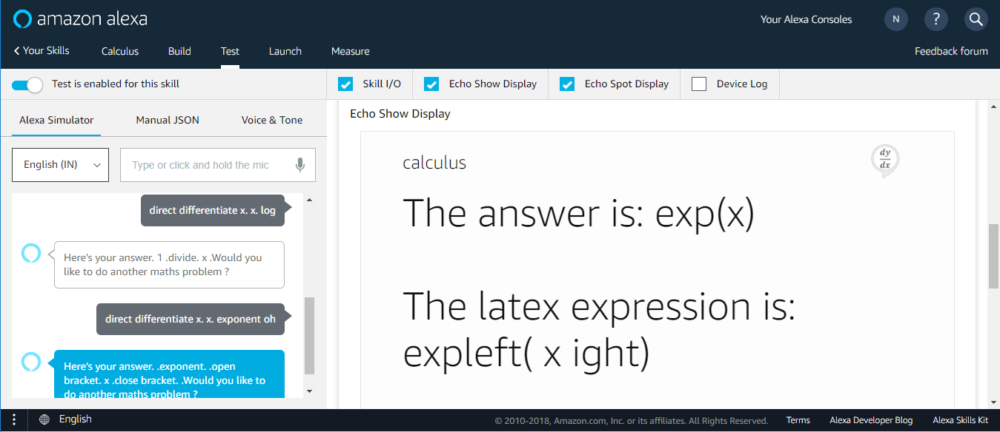 amazon alexa
Your Alexa Consoles
N
?
Your Skills
Calculus
Build
Test
Launch
Measure
Feedback forum
Test is enabled for this skill
Skill I/O
Echo Show Display
Echo Spot Display
Device Log
Alexa Simulator
Manual JSON
Voice & Tone
English (IN)
Type or click and hold the mic
direct differentiate x. x. log
Here's your answer. 1 .divide. x .Would you
like to do another maths problem ?
direct differentiate x. x. exponent oh
Here's your answer. .exponent. .open
bracket. x .close bracket. .Would you like to
do another maths problem ?
Echo Show Display
calculus
dy
dx
The answer is: exp(x)
The latex expression is:
expleft( x ight)
English
© 2010-2018, Amazon.com, Inc. or its affiliates. All Rights Reserved.
Terms
Alexa Developer Blog
Alexa Skills Kit